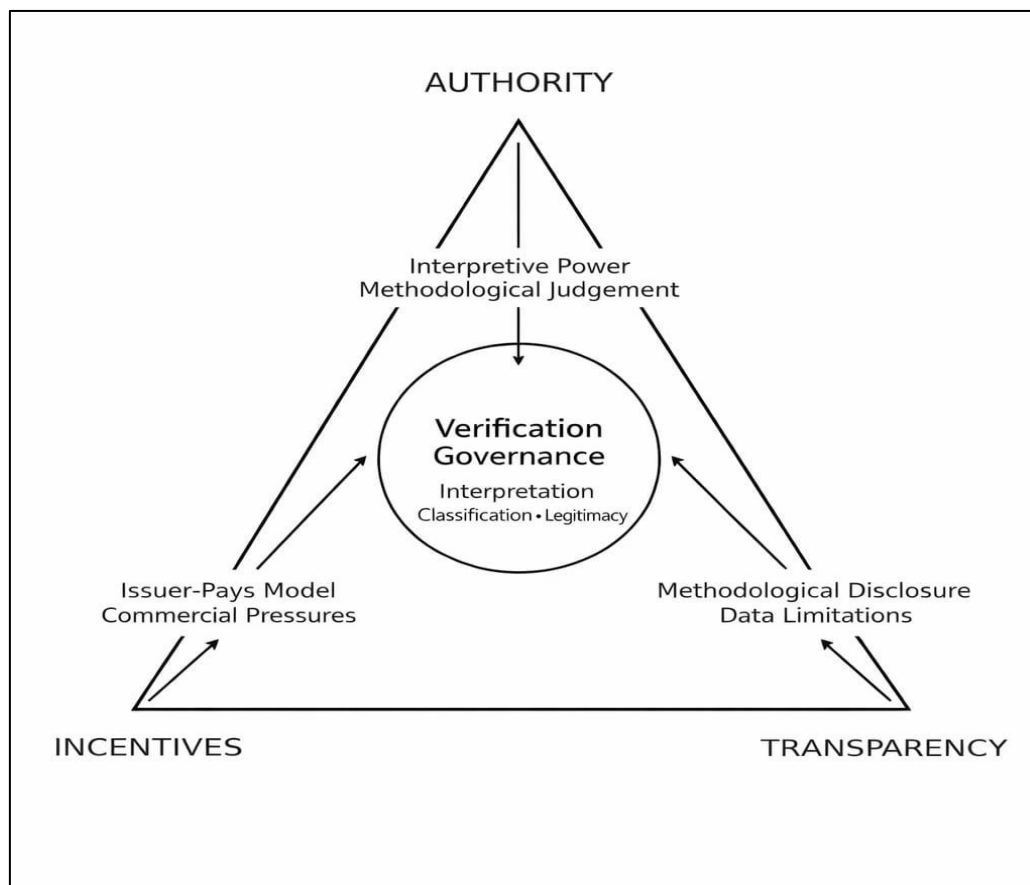 AUTHORITY
Interpretive Power
Methodological Judgement
Verification
Governance
Interpretation
Classification • Legitimacy
Issuer-Pays Model
Commercial Pressures
Methodological Disclosure
Data Limitations
INCENTIVES
TRANSPARENCY